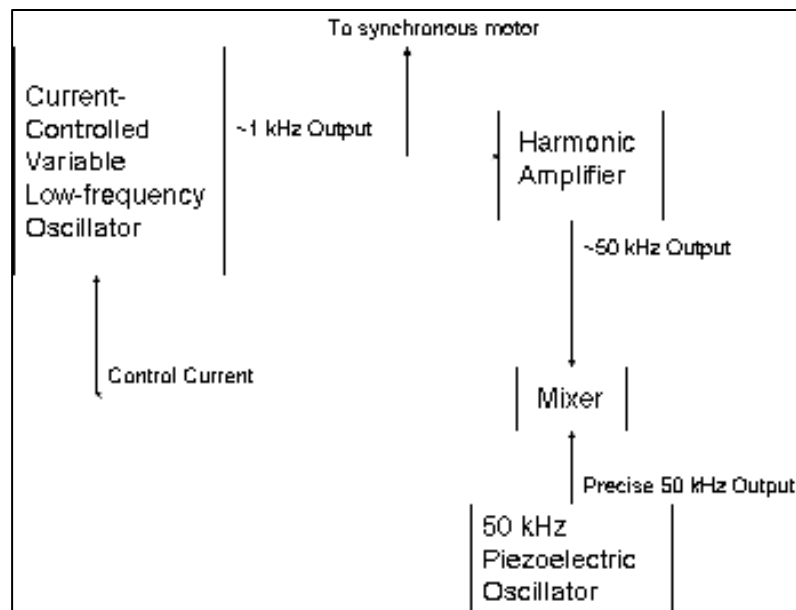 To synchronous motor
Current-
Controlled
Variable
Low-frequency
Oscillator
~1 kHz Output
Harmonic
Amplifier
~50 kHz Output
Control Current
Mixer
Precise 50 kHz Output
50 kHz
Piezoelectric
Oscillator